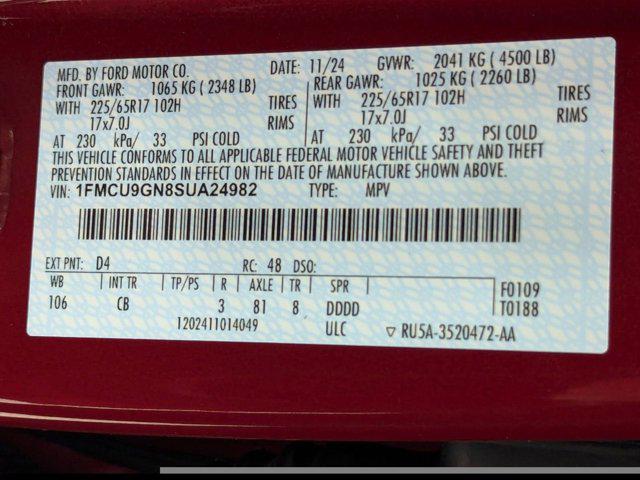 MFD. BY FORD MOTOR CO. DATE: 11/24 GVWR: 2041 KG ( 4500 LB)
FRONT GAWR: 1065 KG ( 2348 LB) REAR GAWR: 1025 KG ( 2260 LB)
WITH 225/65R17 102H TIRES WITH 225/65R17 102H TIRES
17x7.0J RIMS 17x7.0J RIMS
AT 230 kPa/ 33 PSI COLD AT 230 kPa/ 33 PSI COLD
THIS VEHICLE CONFORMS TO ALL APPLICABLE FEDERAL MOTOR VEHICLE SAFETY AND THEFT
PREVENTION STANDARDS IN EFFECT ON THE DATE OF MANUFACTURE SHOWN ABOVE.
VIN: 1FMCU9GN8SUA24982 TYPE: MPV
EXT PNT: D4 RC: 48 DSO:
WB INT TR TP/PS R AXLE TR SPR F0109
106 CB 3 81 8 DDDD T0188
1202411014049 ULC ▽ RU5A-3520472-AA